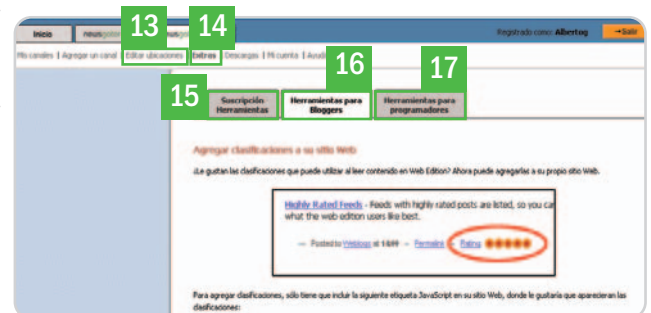 13 14
Inicio neusgator neusg
Registrado como: Albertog Salir
Mis canales | Agregar un canal | Editar ubicaciones | Extras | Descargas | Mi cuenta | Ayuda
15 16 17
Suscripción Herramientas
Herramientas para Bloggers
Herramientas para programadores
Agregar clasificaciones a su sitio Web
¿Le gustan las clasificaciones que puede utilizar al leer contenido en Web Edition? Ahora puede agregarlas a su propio sitio Web.
Highly Rated Feeds - Feeds with highly rated posts are listed, so you can
what the web edition users like best.
— Posted to Weblogs at — Permalink — Rating
Para agregar clasificaciones, sólo tiene que incluir la siguiente etiqueta JavaScript en su sitio Web, donde le gustaría que aparecieran las
clasificaciones: